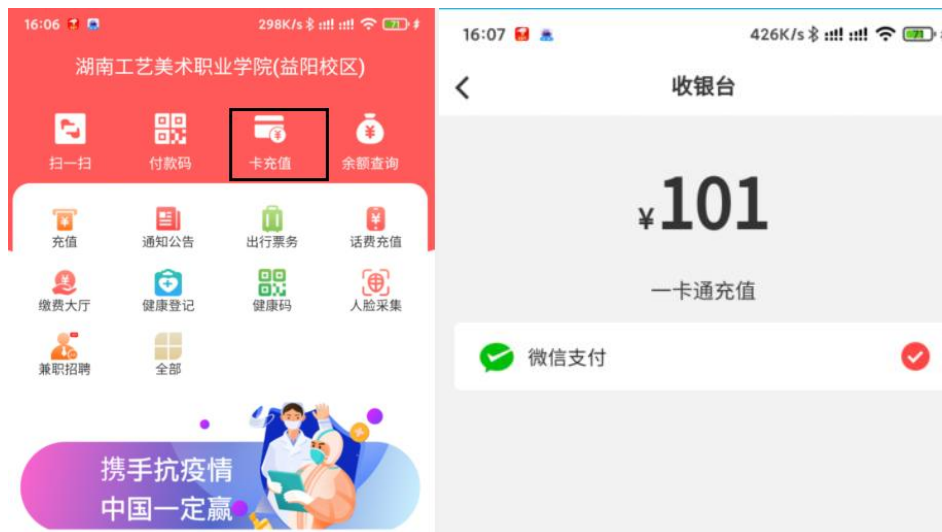 16:06 298K/s 71
湖南工艺美术职业学院(益阳校区)
扫一扫 付款码 卡充值 余额查询
充值 通知公告 出行票务 话费充值
缴费大厅 健康登记 健康码 人脸采集
兼职招聘 全部
携手抗疫情
中国一定赢
16:07 426K/s 71
收银台
¥101
一卡通充值
微信支付